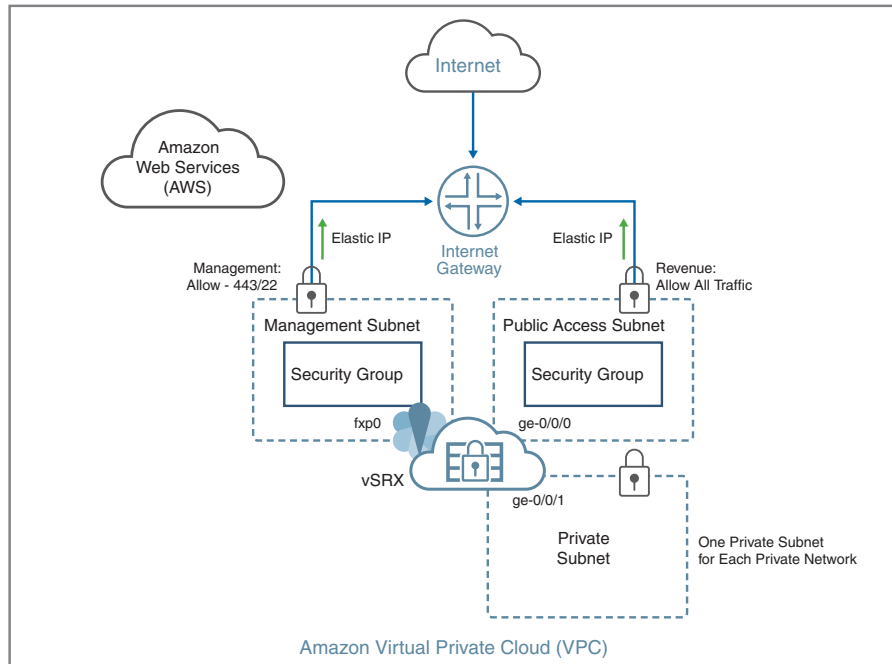 Internet
Amazon
Web Services
(AWS)
Elastic IP
Internet
Gateway
Elastic IP
Management:
Allow - 443/22
Revenue:
Allow All Traffic
Management Subnet
Security Group
fxp0
Public Access Subnet
Security Group
ge-0/0/0
vSRX
ge-0/0/1
Private
Subnet
One Private Subnet
for Each Private Network
Amazon Virtual Private Cloud (VPC)